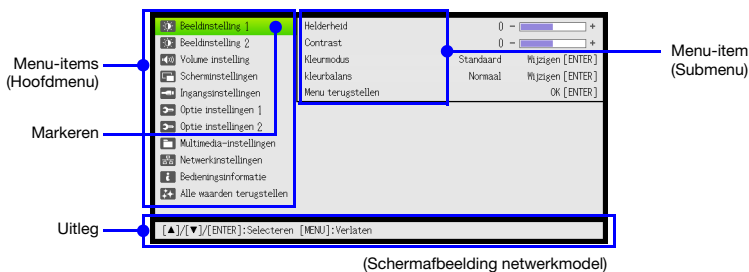 Menu-items
(Hoofdmenu)
Markeren
Uitleg
Beeldinstelling 1
Beeldinstelling 2
Volume instelling
Scherminstellingen
Ingangsinstellingen
Optie instellingen 1
Optie instellingen 2
Multimedia-instellingen
Netwerkinstellingen
Bedieningsinformatie
Alle waarden terugstellen
Helderheid 0 - +
Contrast 0 - +
Kleurmodus Standaard Wijzigen [ENTER]
kleurbalans Normaal Wijzigen [ENTER]
Menu terugstellen OK [ENTER]
Menu-item
(Submenu)
[▲]/[▼]/[ENTER]:Selecteren [MENU]:Verlaten
(Schermafbeelding netwerkmodel)